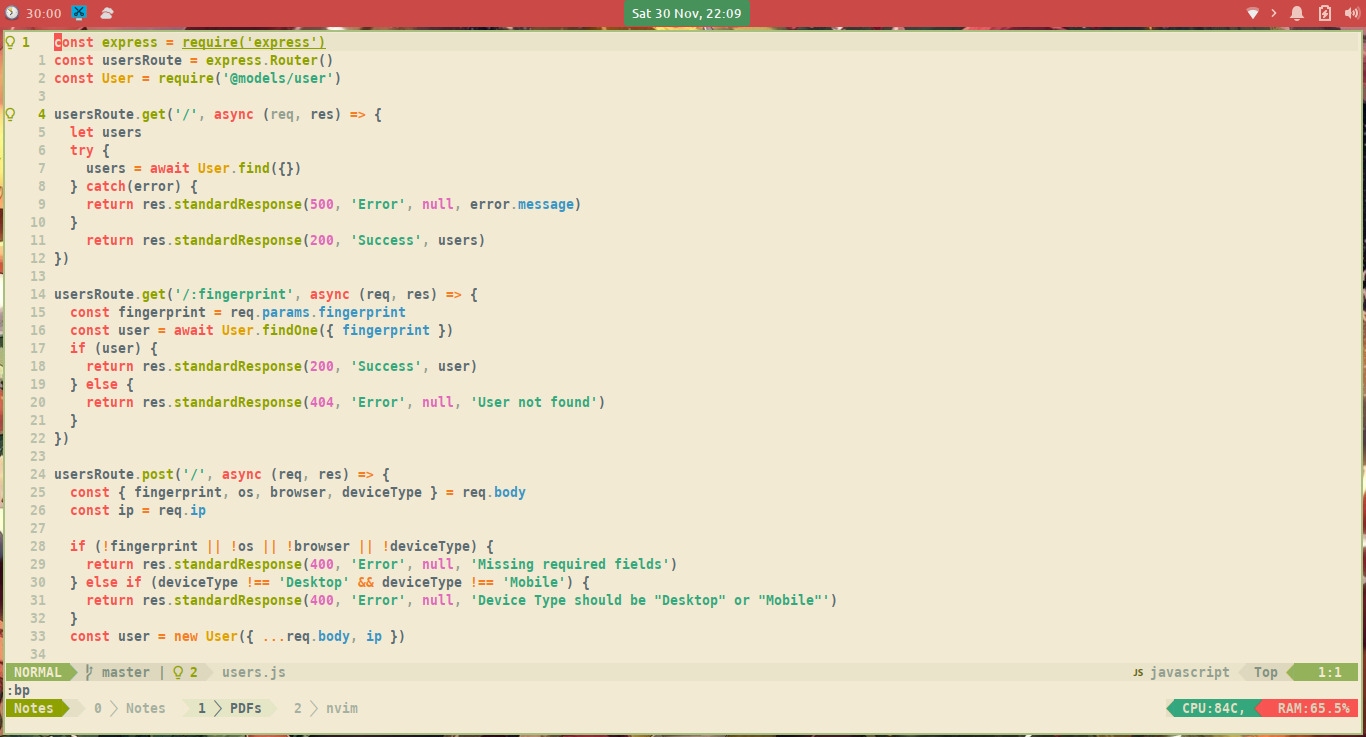 30:00 Sat 30 Nov, 22:09
1 const express = require('express')
1 const usersRoute = express.Router()
2 const User = require('@models/user')
3
4 usersRoute.get('/', async (req, res) => {
5 let users
6 try {
7 users = await User.find({})
8 } catch(error) {
9 return res.standardResponse(500, 'Error', null, error.message)
10 }
11 return res.standardResponse(200, 'Success', users)
12 })
13
14 usersRoute.get('/:fingerprint', async (req, res) => {
15 const fingerprint = req.params.fingerprint
16 const user = await User.findOne({ fingerprint })
17 if (user) {
18 return res.standardResponse(200, 'Success', user)
19 } else {
20 return res.standardResponse(404, 'Error', null, 'User not found')
21 }
22 })
23
24 usersRoute.post('/', async (req, res) => {
25 const { fingerprint, os, browser, deviceType } = req.body
26 const ip = req.ip
27
28 if (!fingerprint || !os || !browser || !deviceType) {
29 return res.standardResponse(400, 'Error', null, 'Missing required fields')
30 } else if (deviceType !== 'Desktop' && deviceType !== 'Mobile') {
31 return res.standardResponse(400, 'Error', null, 'Device Type should be "Desktop" or "Mobile"')
32 }
33 const user = new User({ ...req.body, ip })
34
NORMAL master | 2 users.js JS javascript Top 1:1
:bp
Notes 0 Notes 1 PDFs 2 nvim CPU:84C, RAM:65.5%